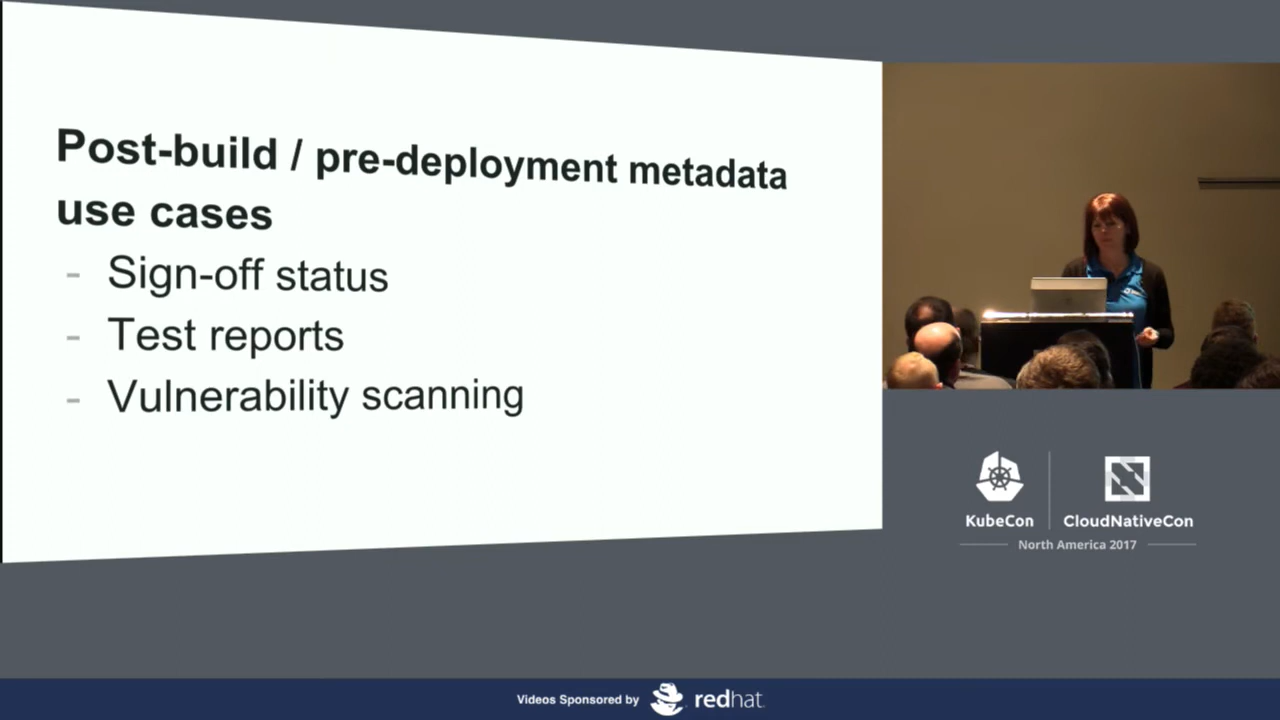 Post-build / pre-deployment metadata
use cases
- Sign-off status
- Test reports
- Vulnerability scanning
KubeCon
CloudNativeCon
North America 2017
Videos Sponsored by redhat